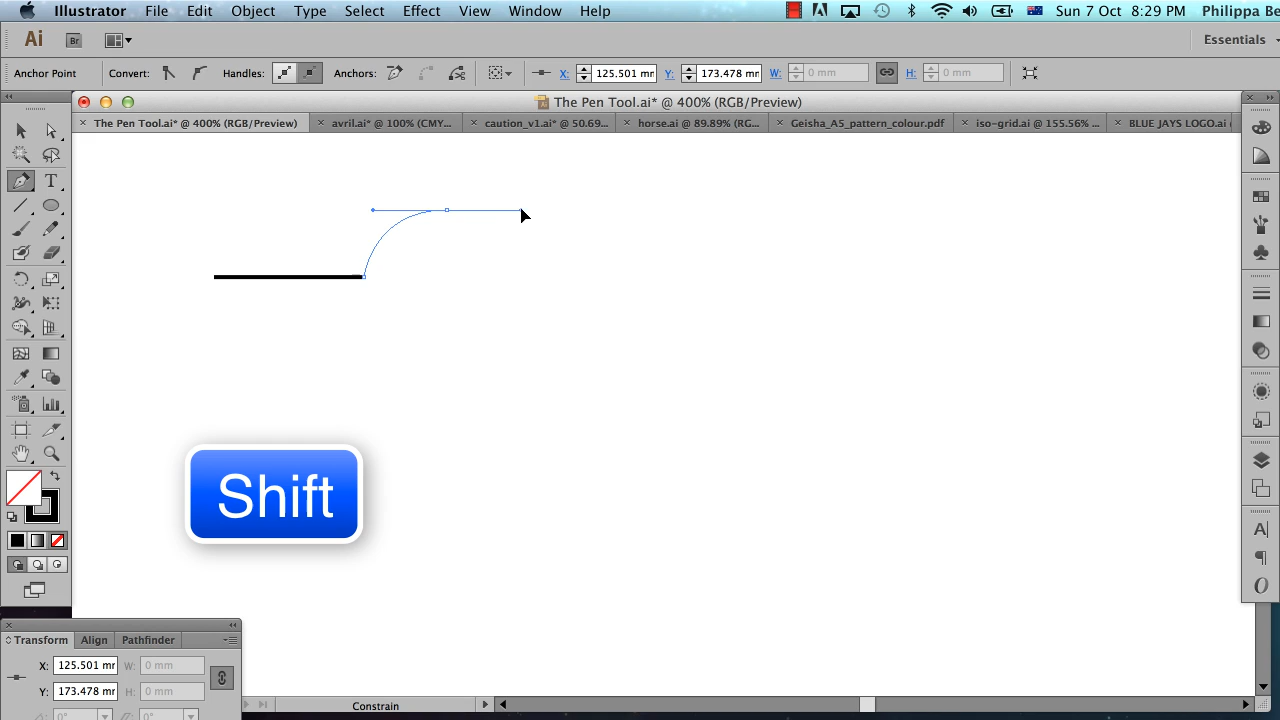 Illustrator File Edit Object Type Select Effect View Window Help Sun 7 Oct 8:29 PM Philippa Be
Ai Br Essentials
Anchor Point Convert: Handles: Anchors: X: 125.501 mm Y: 173.478 mm W: 0 mm H: 0 mm
The Pen Tool.ai* @ 400% (RGB/Preview)
The Pen Tool.ai* @ 400% (RGB/Preview) avril.ai* @ 100% (CMY... caution_v1.ai* @ 50.69... horse.ai @ 89.89% (RG... Geisha_A5_pattern_colour.pdf iso-grid.ai @ 155.56% ... BLUE JAYS LOGO.ai
T
Shift
A
Transform Align Pathfinder
X: 125.501 mm W: 0 mm
Y: 173.478 mm H: 0 mm
0° 0°
Constrain